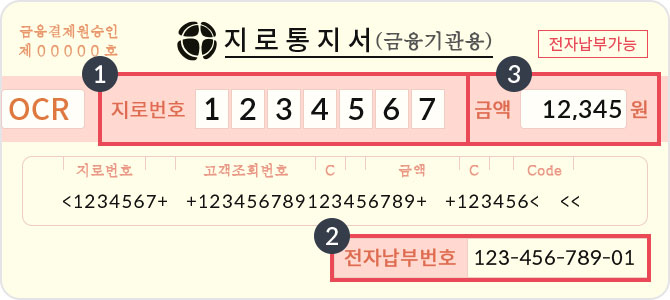 금융결제원승인
제 0 0 0 0 0 호
지로통지서(금융기관용)
전자납부가능
1
3
OCR 지로번호 1 2 3 4 5 6 7 금액 12,345 원
지로번호 고객조회번호 C 금액 C Code
<1234567+ +123456789123456789+ +123456< <<
2
전자납부번호 123-456-789-01